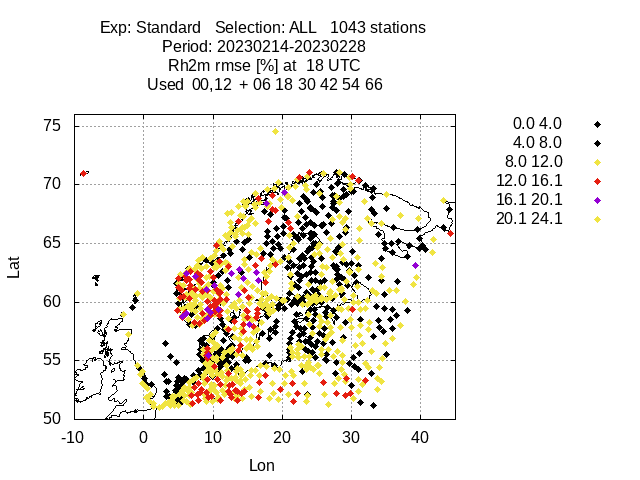 Exp: Standard   Selection: ALL   1043 stations
Period: 20230214-20230228
Rh2m rmse [%] at  18 UTC
Used  00,12  + 06 18 30 42 54 66
75
70
65
60
55
50
-10 0 10 20 30 40
Lat
Lon
0.0 4.0
4.0 8.0
8.0 12.0
12.0 16.1
16.1 20.1
20.1 24.1